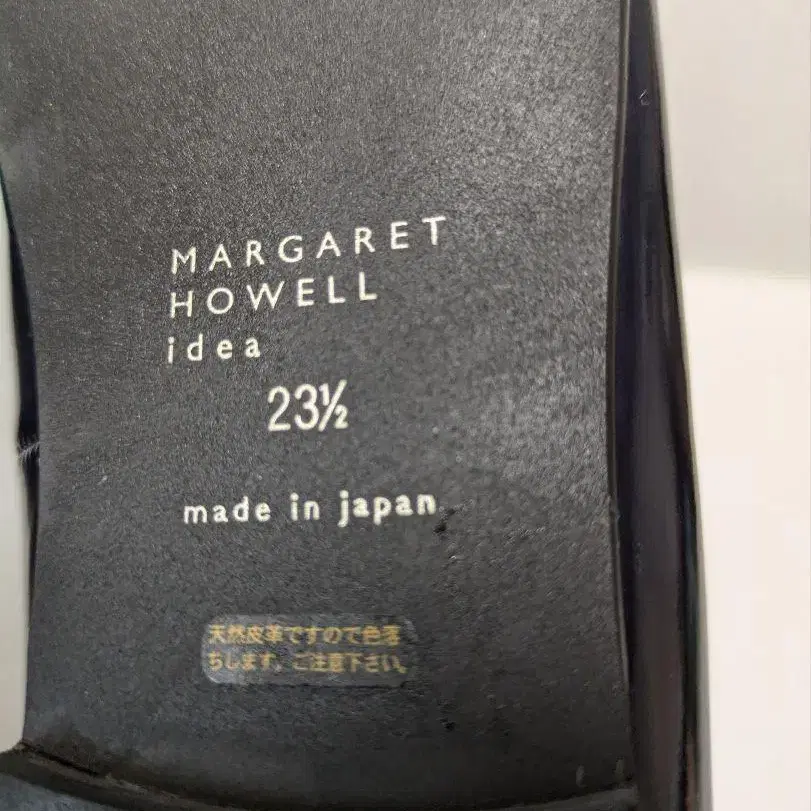 MARGARET
HOWELL
idea
23½
made in japan
天然皮革ですので色落
ちします。ご注意下さい。